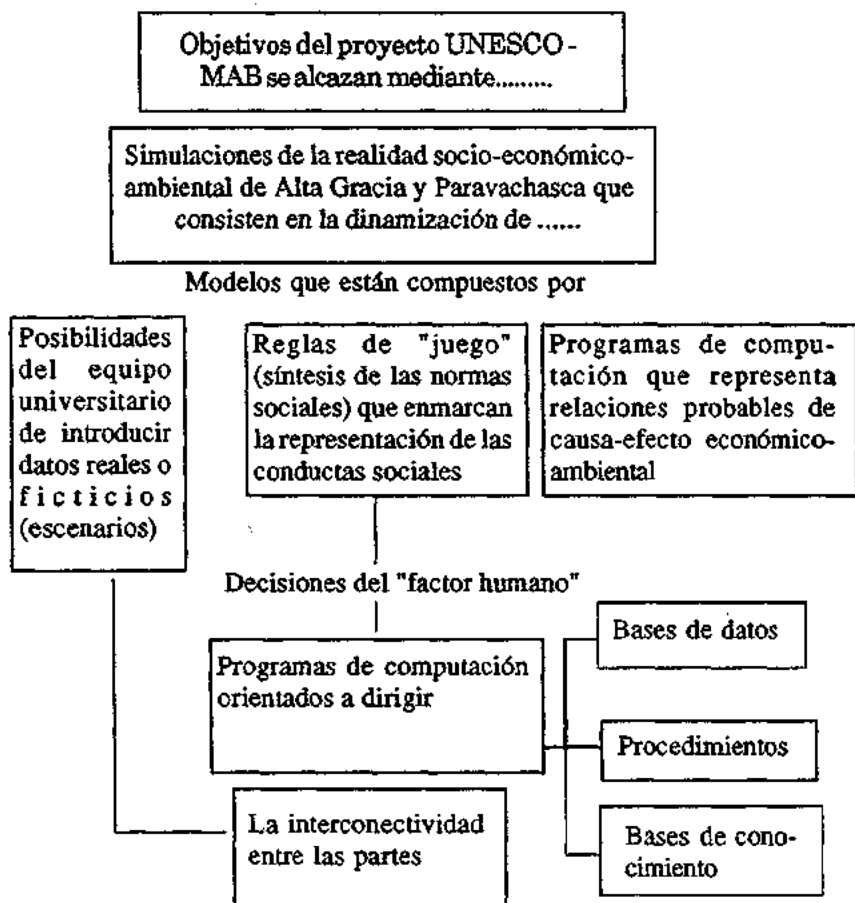 Objetivos del proyecto UNESCO -
MAB se alcazan mediante.........
Simulaciones de la realidad socio-económico-
ambiental de Alta Gracia y Paravachasca que
consisten en la dinamización de ......
Modelos que están compuestos por
Posibilidades
del equipo
universitario
de introducir
datos reales o
ficticios
(escenarios)
Reglas de "juego"
(síntesis de las normas
sociales) que enmarcan
la representación de las
conductas sociales
Programas de compu-
tación que representa
relaciones probables de
causa-efecto económico-
ambiental
Decisiones del "factor humano"
Programas de computación
orientados a dirigir
Bases de datos
Procedimientos
Bases de cono-
cimiento
La interconectividad
entre las partes